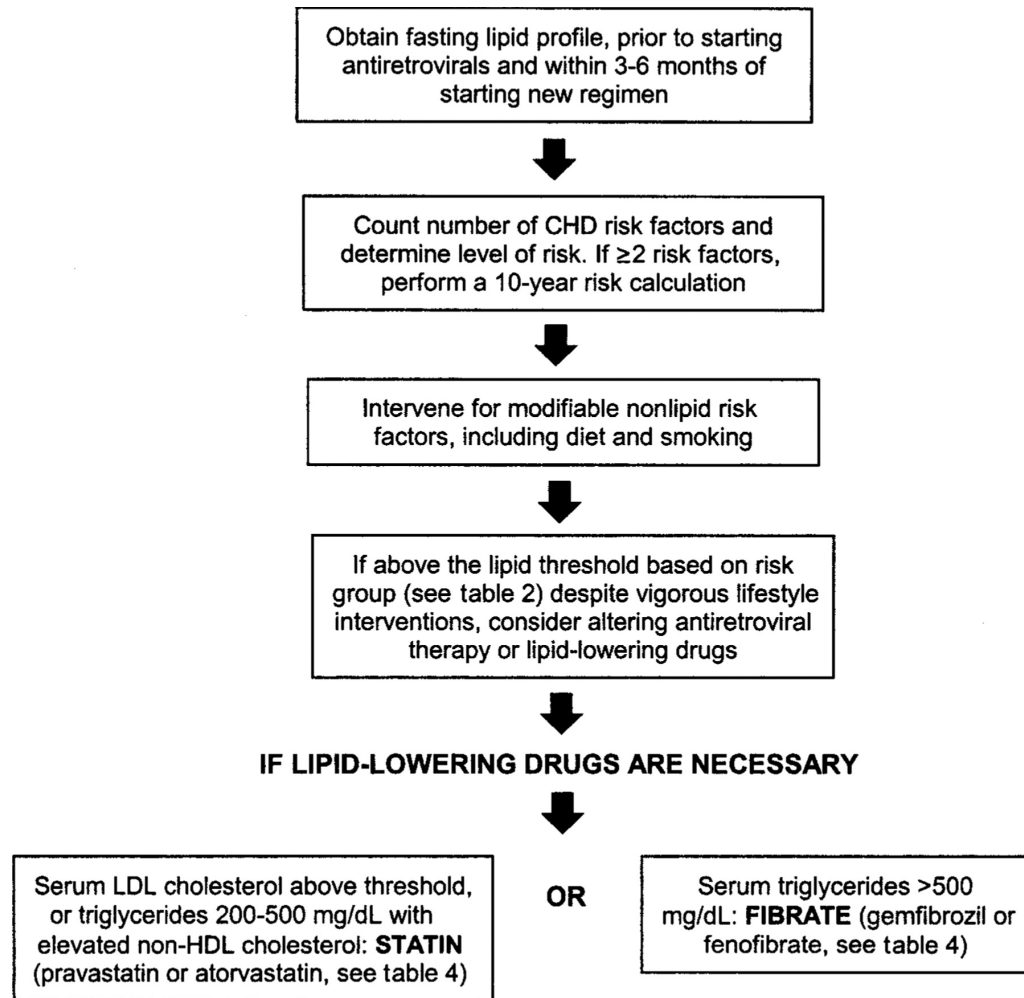 Obtain fasting lipid profile, prior to starting
antiretrovirals and within 3-6 months of
starting new regimen
Count number of CHD risk factors and
determine level of risk. If ≥2 risk factors,
perform a 10-year risk calculation
Intervene for modifiable nonlipid risk
factors, including diet and smoking
If above the lipid threshold based on risk
group (see table 2) despite vigorous lifestyle
interventions, consider altering antiretroviral
therapy or lipid-lowering drugs
IF LIPID-LOWERING DRUGS ARE NECESSARY
Serum LDL cholesterol above threshold,
or triglycerides 200-500 mg/dL with
elevated non-HDL cholesterol: STATIN
(pravastatin or atorvastatin, see table 4)
OR
Serum triglycerides >500
mg/dL: FIBRATE (gemfibrozil or
fenofibrate, see table 4)